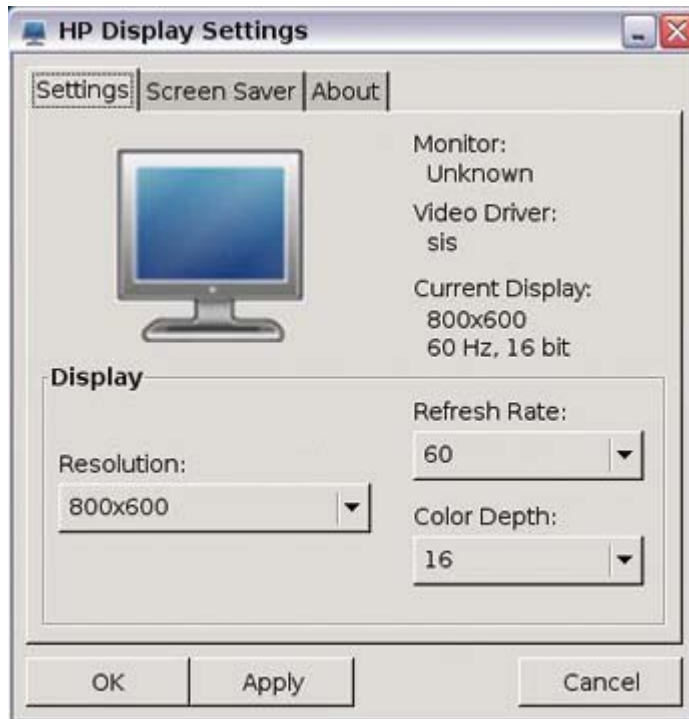 HP Display Settings
Settings Screen Saver About
Monitor:
Unknown
Video Driver:
sis
Current Display:
800x600
60 Hz, 16 bit
Display
Resolution:
800x600
Refresh Rate:
60
Color Depth:
16
OK Apply Cancel